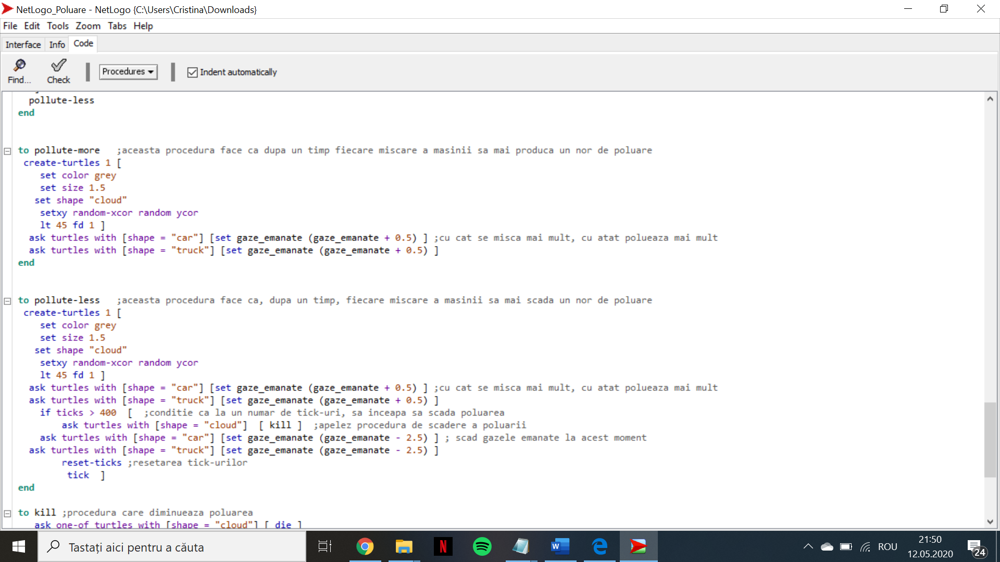 NetLogo_Poluare - NetLogo {C:\Users\Cristina\Downloads}
File Edit Tools Zoom Tabs Help
Interface Info Code
Find... Check Procedures Indent automatically
pollute-less
end
to pollute-more ;aceasta procedura face ca dupa un timp fiecare miscare a masinii sa mai produca un nor de poluare
create-turtles 1 [
set color grey
set size 1.5
set shape "cloud"
setxy random-xcor random ycor
lt 45 fd 1 ]
ask turtles with [shape = "car"] [set gaze_emanate (gaze_emanate + 0.5) ] ;cu cat se misca mai mult, cu atat polueaza mai mult
ask turtles with [shape = "truck"] [set gaze_emanate (gaze_emanate + 0.5) ]
end
to pollute-less ;aceasta procedura face ca, dupa un timp, fiecare miscare a masinii sa mai scada un nor de poluare
create-turtles 1 [
set color grey
set size 1.5
set shape "cloud"
setxy random-xcor random ycor
lt 45 fd 1 ]
ask turtles with [shape = "car"] [set gaze_emanate (gaze_emanate + 0.5) ] ;cu cat se misca mai mult, cu atat polueaza mai mult
ask turtles with [shape = "truck"] [set gaze_emanate (gaze_emanate + 0.5) ]
if ticks > 400 [ ;conditie ca la un numar de tick-uri, sa inceapa sa scada poluarea
ask turtles with [shape = "cloud"] [ kill ] ;apelez procedura de scadere a poluarii
ask turtles with [shape = "car"] [set gaze_emanate (gaze_emanate - 2.5) ] ; scad gazele emanate la acest moment
ask turtles with [shape = "truck"] [set gaze_emanate (gaze_emanate - 2.5) ]
reset-ticks ;resetarea tick-urilor
tick ]
end
to kill ;procedura care diminueaza poluarea
ask one-of turtles with [shape = "cloud"] [ die ]
Tastați aici pentru a căuta
ROU
21:50
12.05.2020
24